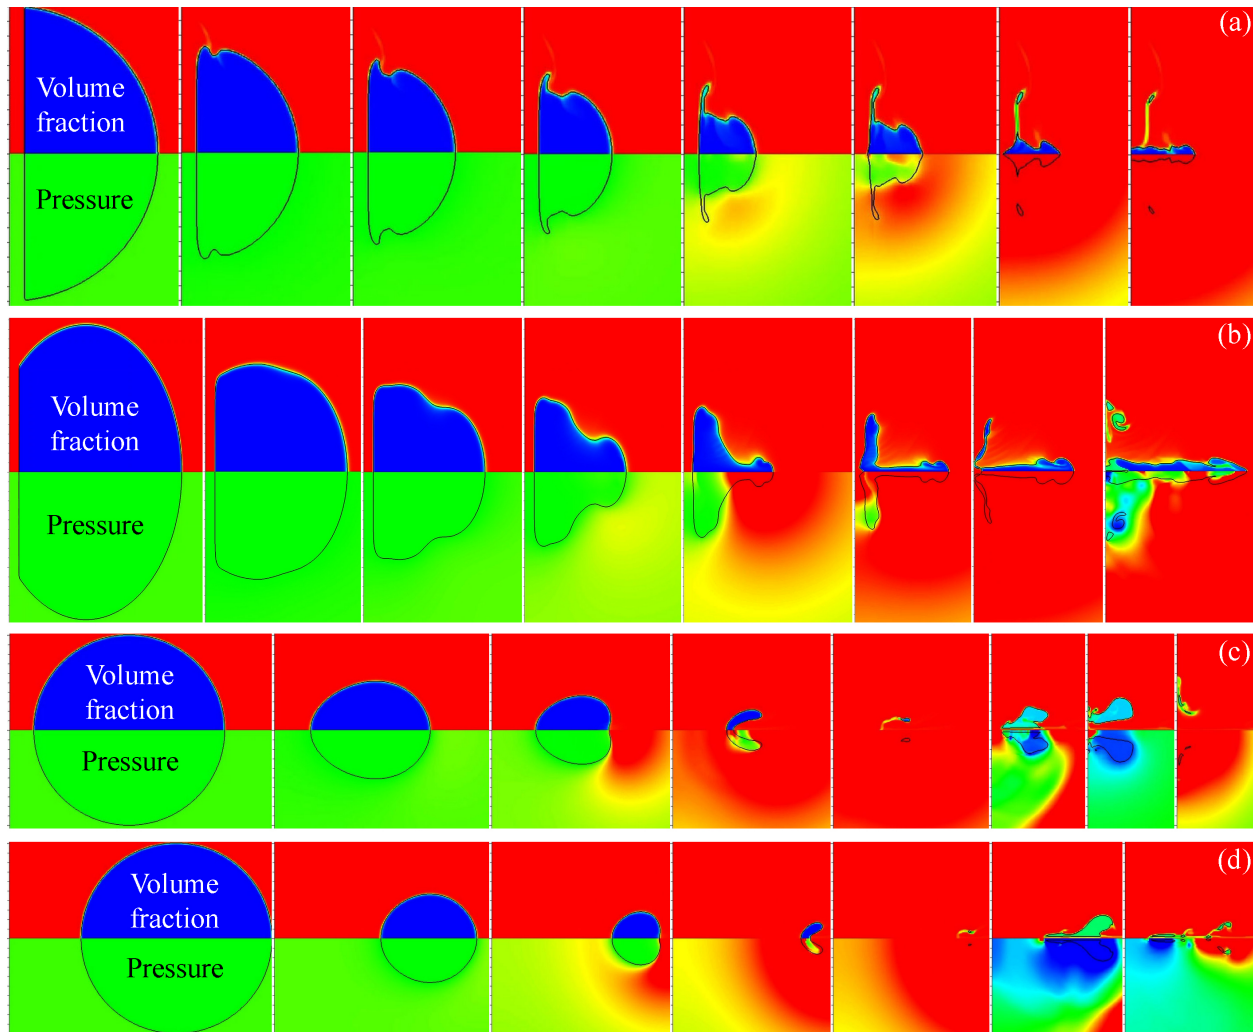 (a)
Volume
fraction
Pressure
(b)
Volume
fraction
Pressure
(c)
Volume
fraction
Pressure
(d)
Volume
fraction
Pressure